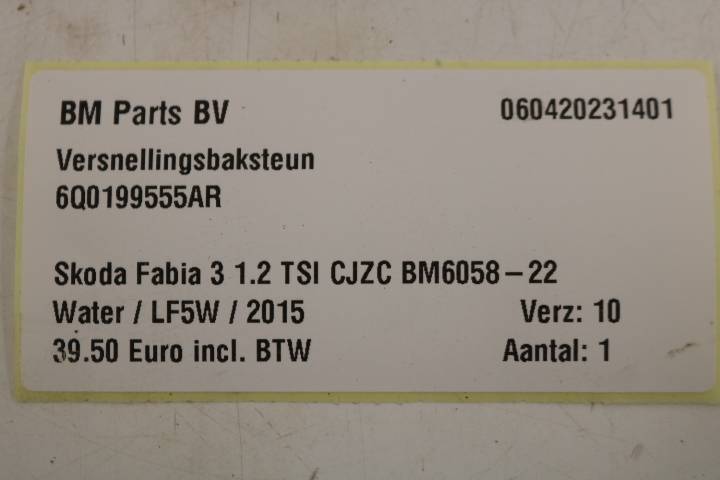 BM Parts BV 060420231401
Versnellingsbaksteun
6Q0199555AR
Skoda Fabia 3 1.2 TSI CJZC BM6058-22
Water / LF5W / 2015 Verz: 10
39.50 Euro incl. BTW Aantal: 1